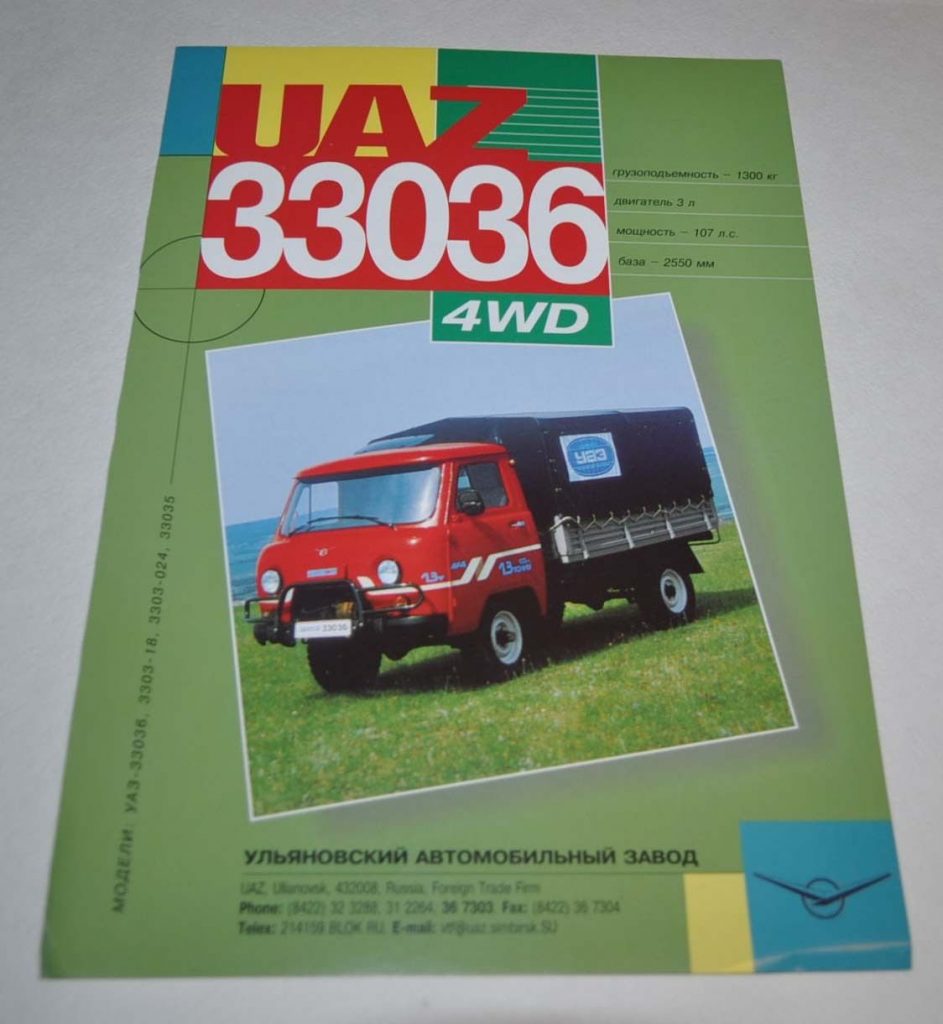 UAZ
33036
4WD
грузоподъемность – 1300 кг
двигатель 3 л
мощность – 107 л.с.
база – 2550 мм
УАЗ
33036
МОДЕЛИ: УАЗ-33036, 3303-18, 3303-024, 33035
УЛЬЯНОВСКИЙ АВТОМОБИЛЬНЫЙ ЗАВОД
UAZ, Ulianovsk, 432008, Russia, Foreign Trade Firm
Phone: (8422) 32 3288, 31 2264, 36 7303 Fax: (8422) 36 7304
Telex: 214159 BLOK RU, E-mail: vtf@uaz.simbirsk.SU